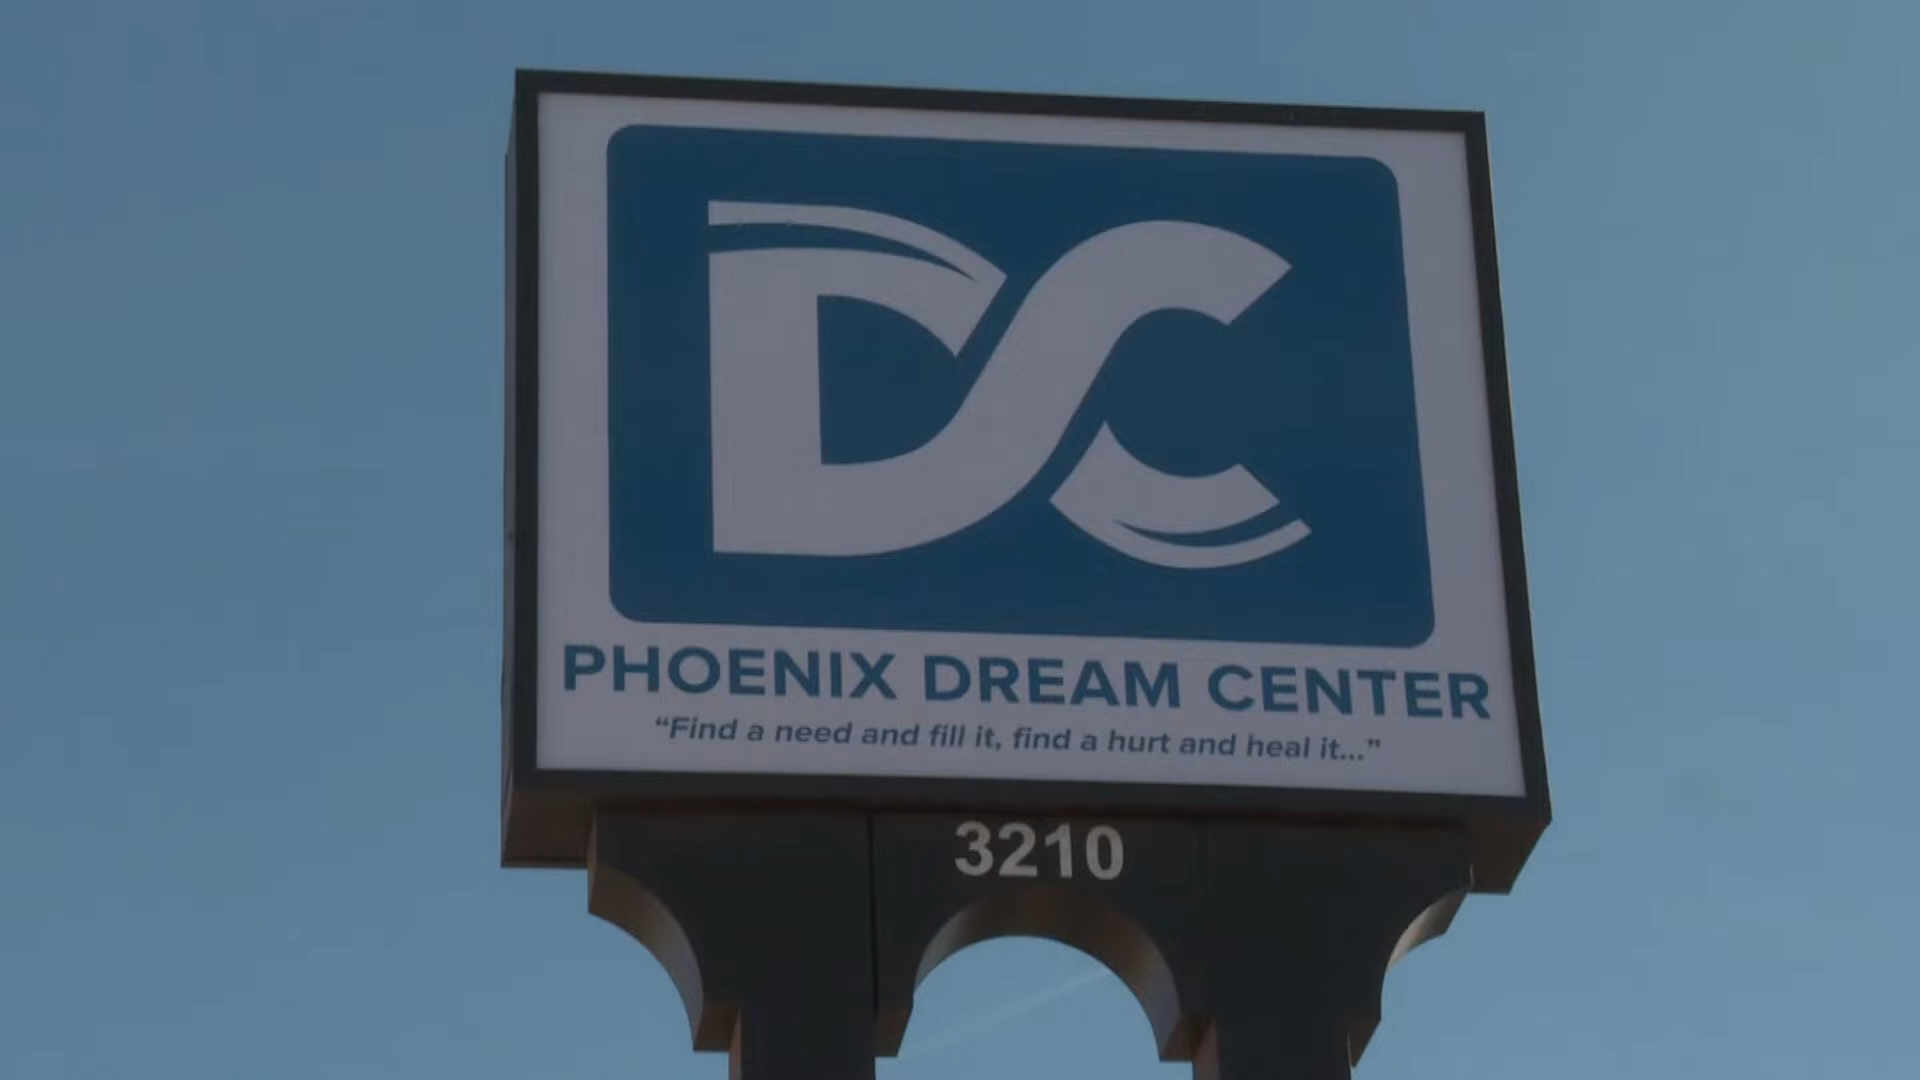 DC
PHOENIX DREAM CENTER
“Find a need and fill it, find a hurt and heal it...”
3210